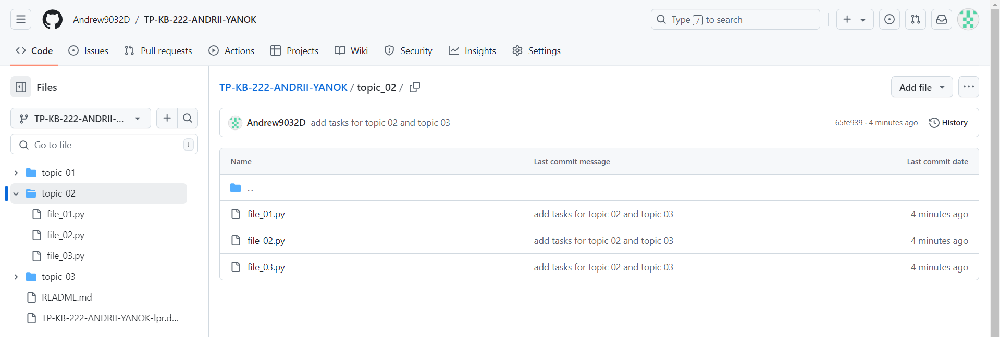 Andrew9032D / TP-KB-222-ANDRII-YANOK
Type / to search
Code Issues Pull requests Actions Projects Wiki Security Insights Settings
Files
TP-KB-222-ANDRII-...
Go to file t
topic_01
topic_02
file_01.py
file_02.py
file_03.py
topic_03
README.md
TP-KB-222-ANDRII-YANOK-lpr.d...
TP-KB-222-ANDRII-YANOK / topic_02 /
Add file
Andrew9032D add tasks for topic 02 and topic 03
65fe939 · 4 minutes ago History
Name Last commit message Last commit date
..
file_01.py add tasks for topic 02 and topic 03 4 minutes ago
file_02.py add tasks for topic 02 and topic 03 4 minutes ago
file_03.py add tasks for topic 02 and topic 03 4 minutes ago